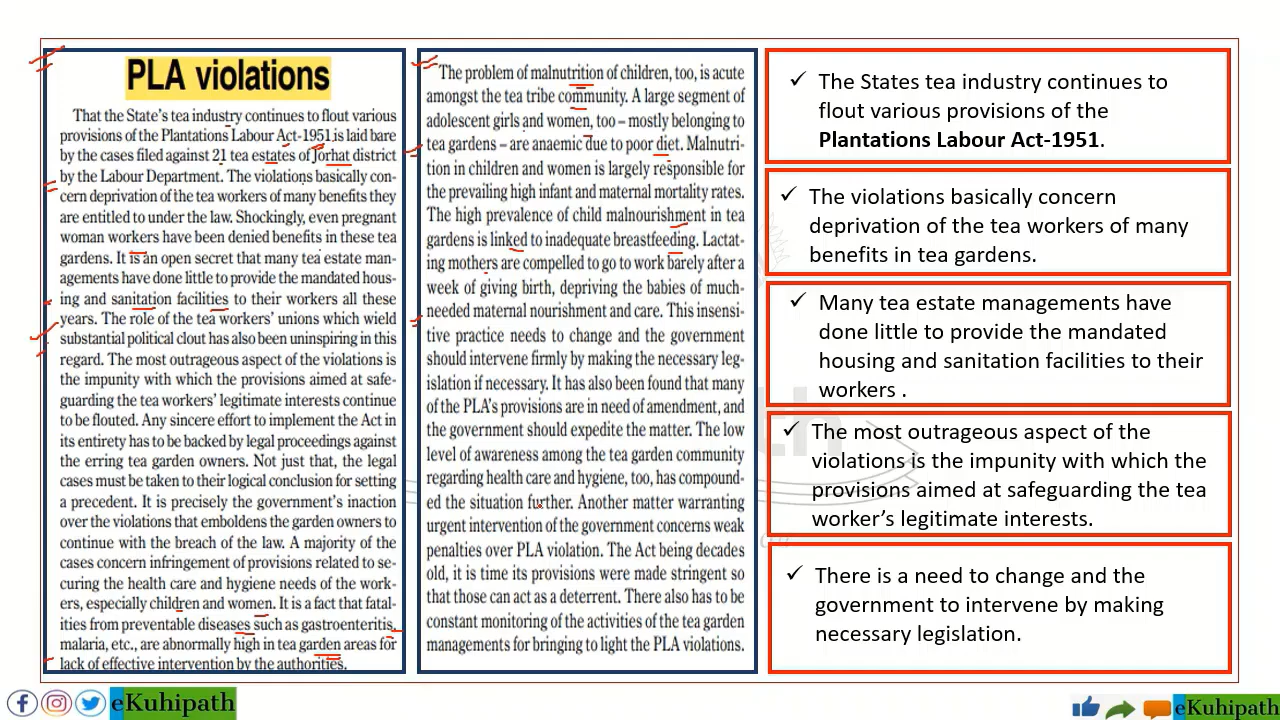 PLA violations
That the State's tea industry continues to flout various
provisions of the Plantations Labour Act-1951 is laid bare
by the cases filed against 21 tea estates of Jorhat district
by the Labour Department. The violations basically con-
cern deprivation of the tea workers of many benefits they
are entitled to under the law. Shockingly, even pregnant
woman workers have been denied benefits in these tea
gardens. It is an open secret that many tea estate man-
agements have done little to provide the mandated hous-
ing and sanitation facilities to their workers all these
years. The role of the tea workers' unions which wield
substantial political clout has also been uninspiring in this
regard. The most outrageous aspect of the violations is
the impunity with which the provisions aimed at safe-
guarding the tea workers' legitimate interests continue
to be flouted. Any sincere effort to implement the Act in
its entirety has to be backed by legal proceedings against
the erring tea garden owners. Not just that, the legal
cases must be taken to their logical conclusion for setting
a precedent. It is precisely the government's inaction
over the violations that emboldens the garden owners to
continue with the breach of the law. A majority of the
cases concern infringement of provisions related to se-
curing the health care and hygiene needs of the work-
ers, especially children and women. It is a fact that fatal-
ities from preventable diseases such as gastroenteritis,
malaria, etc., are abnormally high in tea garden areas for
lack of effective intervention by the authorities.
The problem of malnutrition of children, too, is acute
amongst the tea tribe community. A large segment of
adolescent girls and women, too – mostly belonging to
tea gardens – are anaemic due to poor diet. Malnutri-
tion in children and women is largely responsible for
the prevailing high infant and maternal mortality rates.
The high prevalence of child malnourishment in tea
gardens is linked to inadequate breastfeeding. Lactat-
ing mothers are compelled to go to work barely after a
week of giving birth, depriving the babies of much-
needed maternal nourishment and care. This insensi-
tive practice needs to change and the government
should intervene firmly by making the necessary leg-
islation if necessary. It has also been found that many
of the PLA's provisions are in need of amendment, and
the government should expedite the matter. The low
level of awareness among the tea garden community
regarding health care and hygiene, too, has compound-
ed the situation further. Another matter warranting
urgent intervention of the government concerns weak
penalties over PLA violation. The Act being decades
old, it is time its provisions were made stringent so
that those can act as a deterrent. There also has to be
constant monitoring of the activities of the tea garden
managements for bringing to light the PLA violations.
✓ The States tea industry continues to
flout various provisions of the
Plantations Labour Act-1951.
✓ The violations basically concern
deprivation of the tea workers of many
benefits in tea gardens.
✓ Many tea estate managements have
done little to provide the mandated
housing and sanitation facilities to their
workers .
✓ The most outrageous aspect of the
violations is the impunity with which the
provisions aimed at safeguarding the tea
worker's legitimate interests.
✓ There is a need to change and the
government to intervene by making
necessary legislation.
eKuhipath
eKuhipath